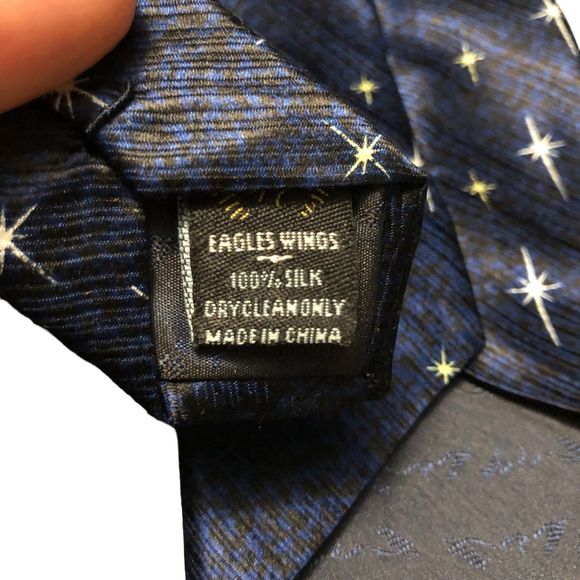 EAGLES WINGS
100% SILK
DRYCLEAN ONLY
MADE IN CHINA